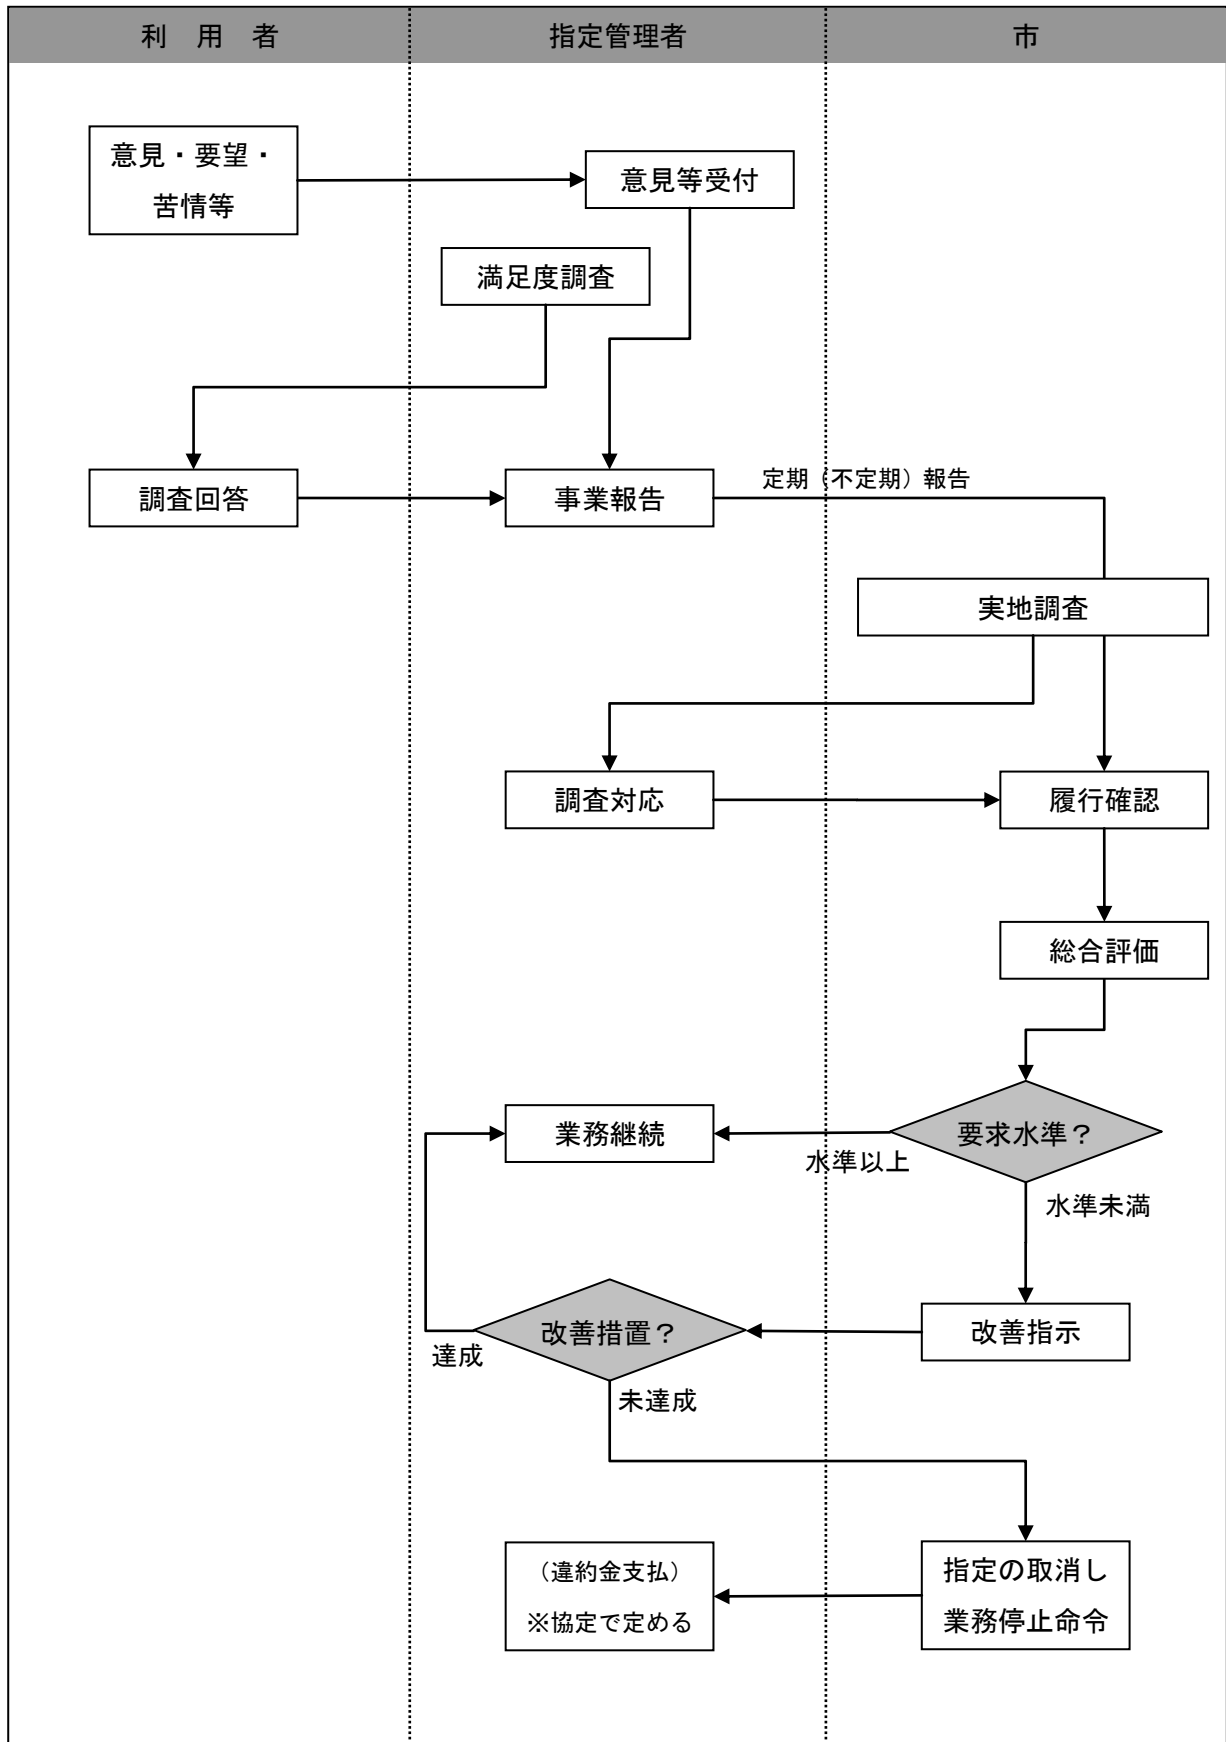 利 用 者
指定管理者
市
意見・要望・
苦情等
意見等受付
満足度調査
調査回答
事業報告
定期（不定期）報告
実地調査
調査対応
履行確認
総合評価
業務継続
要求水準？
水準以上
水準未満
改善措置？
改善指示
達成
未達成
（違約金支払）
※協定で定める
指定の取消し
業務停止命令